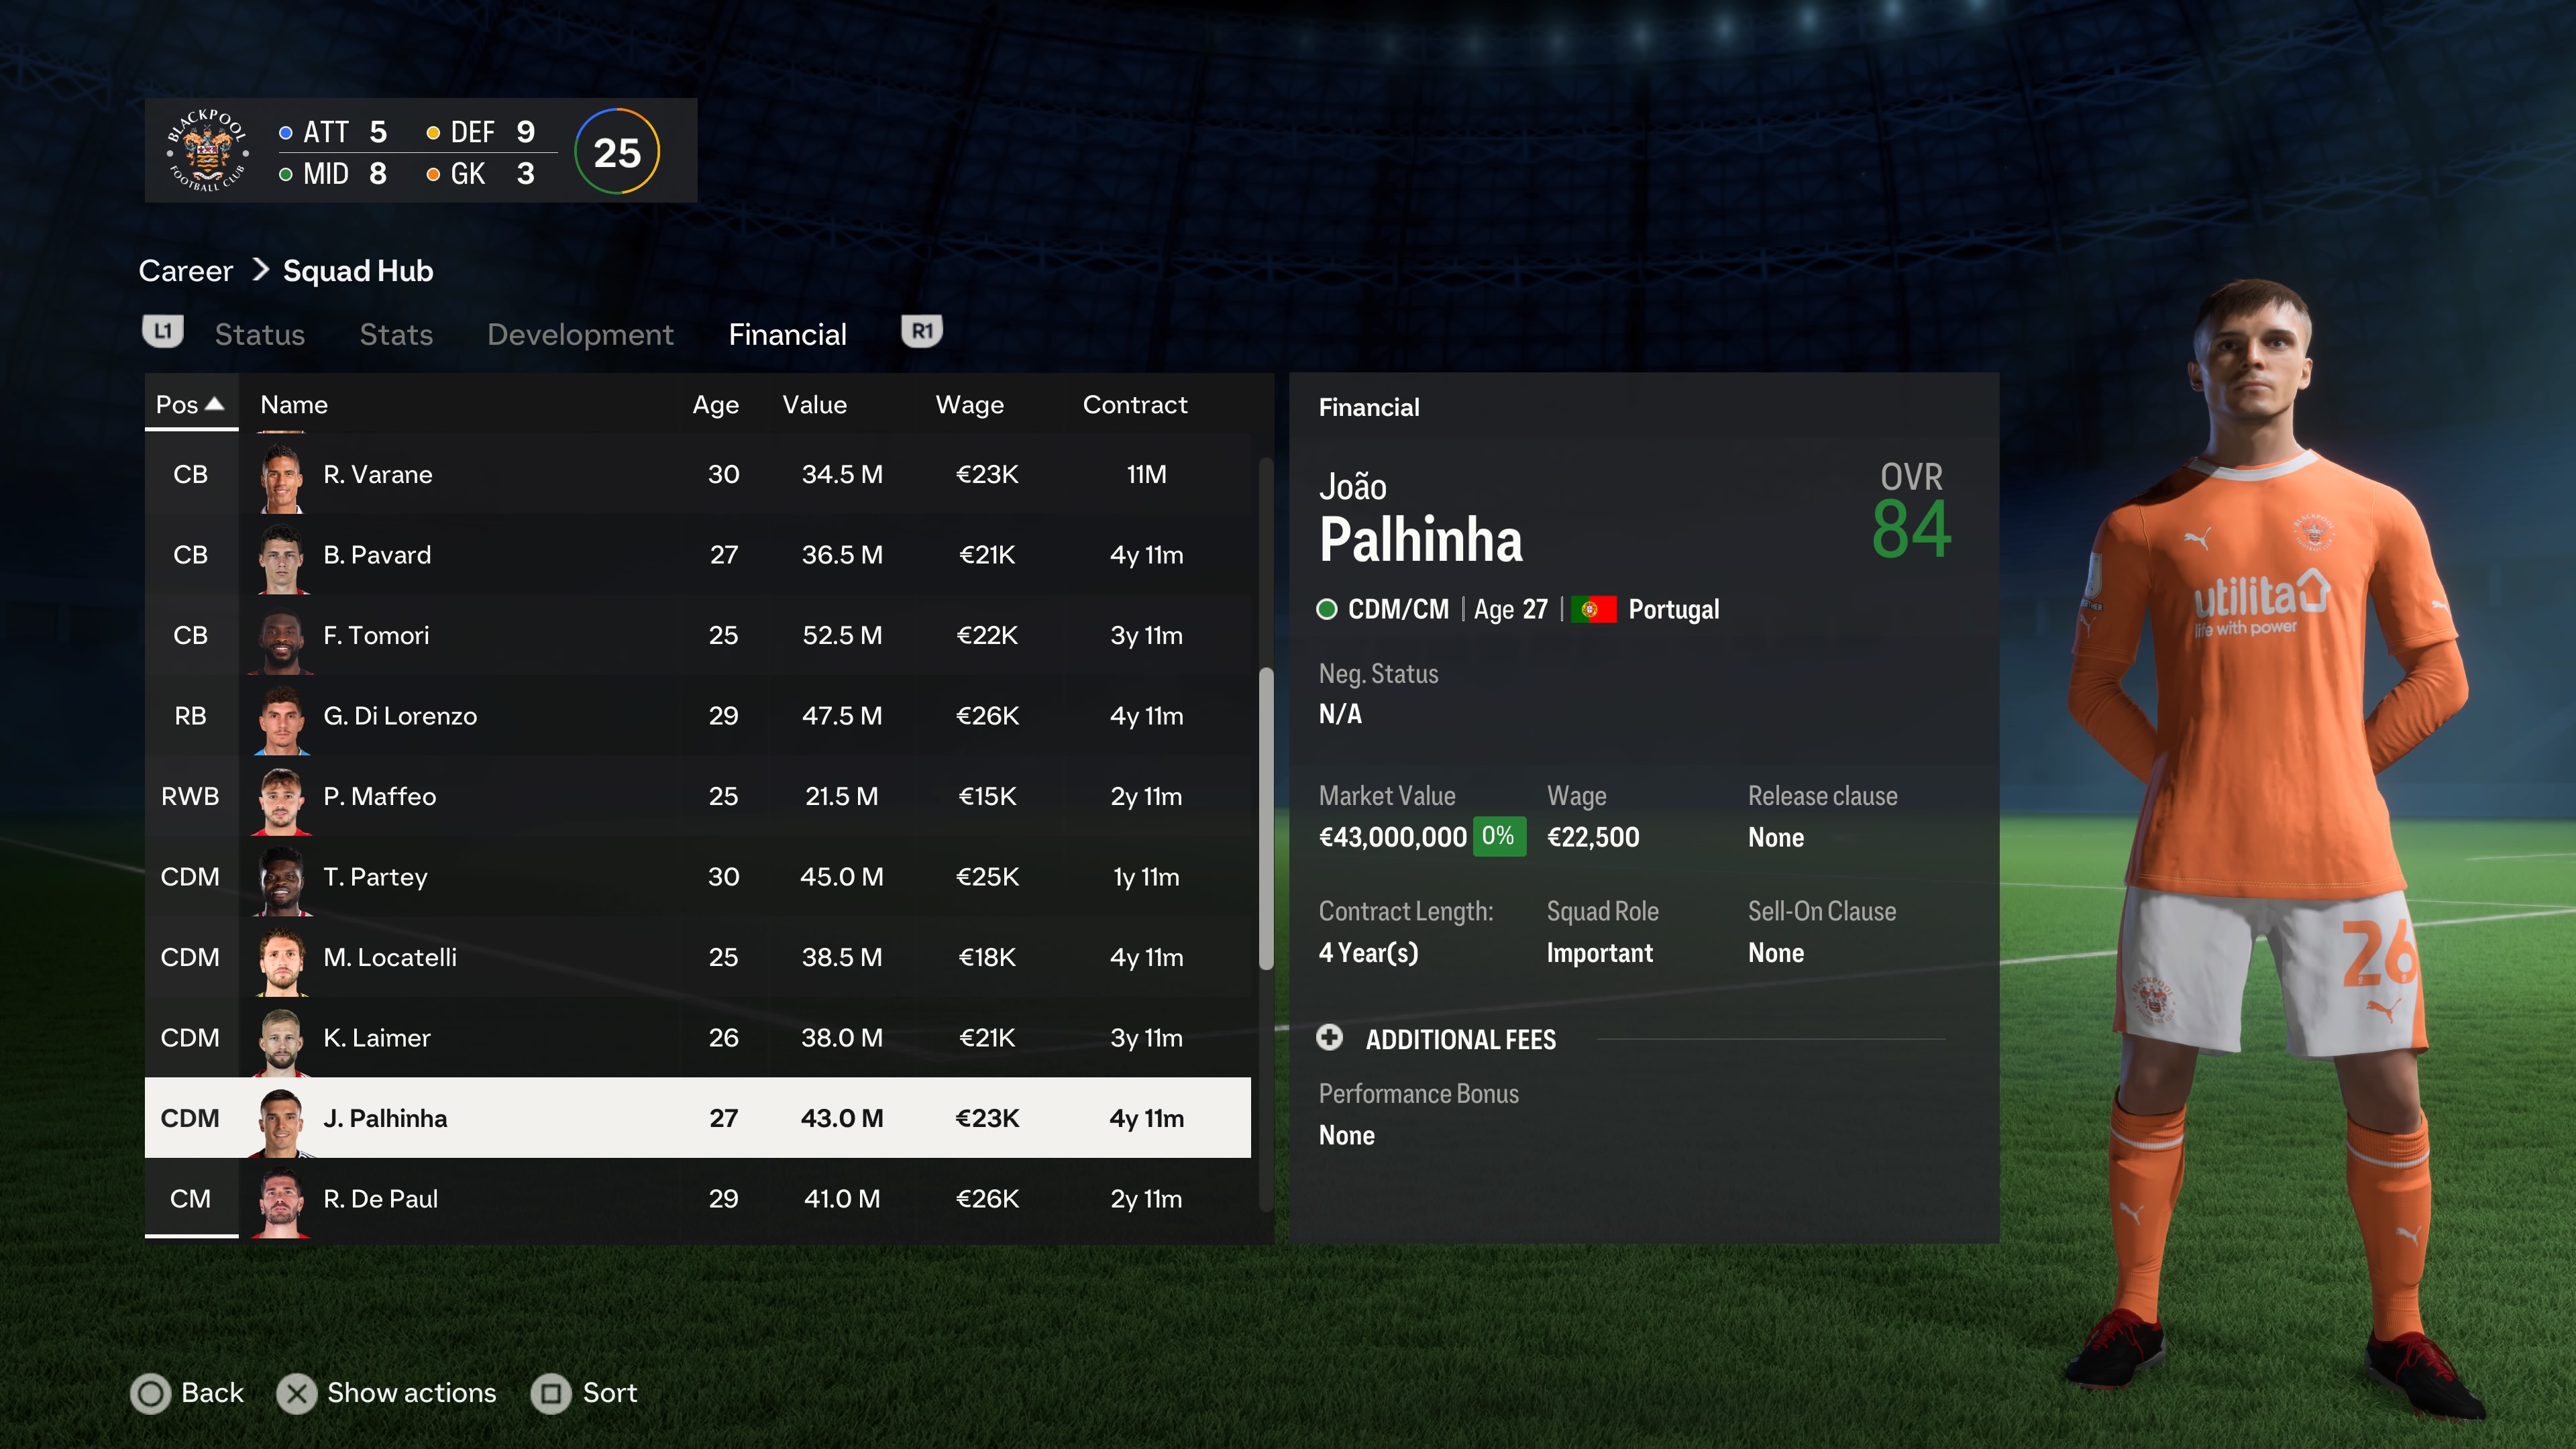 BLACKPOOL
FOOTBALL CLUB
ATT 5 DEF 9
MID 8 GK 3
25
Career > Squad Hub
L1 Status Stats Development Financial R1
Pos Name Age Value Wage Contract
CB R. Varane 30 34.5 M €23K 11M
CB B. Pavard 27 36.5 M €21K 4y 11m
CB F. Tomori 25 52.5 M €22K 3y 11m
RB G. Di Lorenzo 29 47.5 M €26K 4y 11m
RWB P. Maffeo 25 21.5 M €15K 2y 11m
CDM T. Partey 30 45.0 M €25K 1y 11m
CDM M. Locatelli 25 38.5 M €18K 4y 11m
CDM K. Laimer 26 38.0 M €21K 3y 11m
CDM J. Palhinha 27 43.0 M €23K 4y 11m
CM R. De Paul 29 41.0 M €26K 2y 11m
Financial
João
Palhinha
OVR
84
CDM/CM | Age 27 | Portugal
Neg. Status
N/A
Market Value Wage Release clause
€43,000,000 0% €22,500 None
Contract Length: Squad Role Sell-On Clause
4 Year(s) Important None
ADDITIONAL FEES
Performance Bonus
None
BLACKPOOL
utilita
life with power
26
Back Show actions Sort